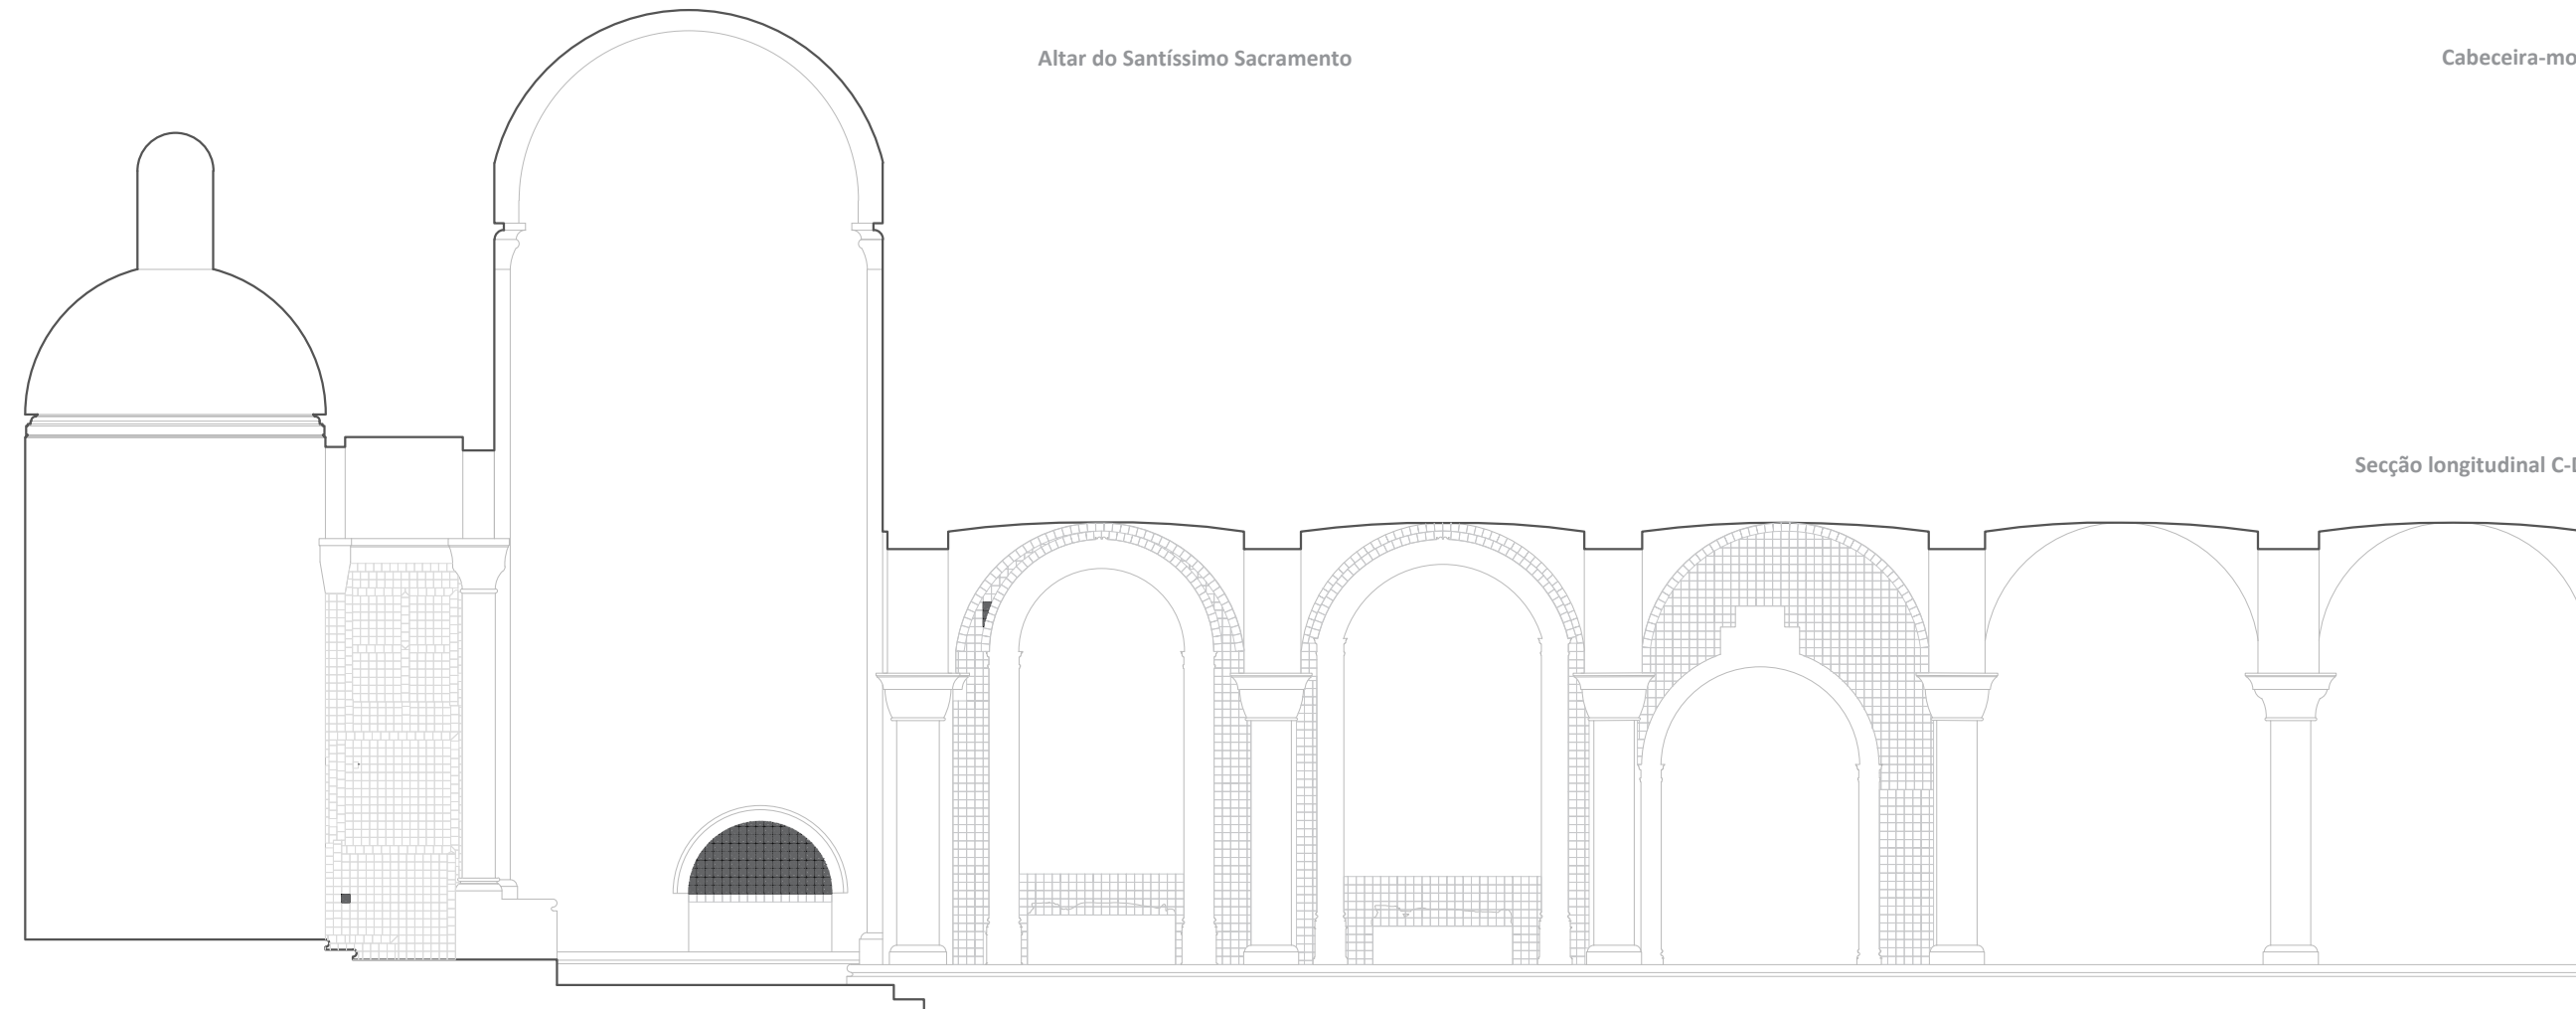 Altar do Santíssimo Sacramento
Cabeceira-mo
Secção longitudinal C-